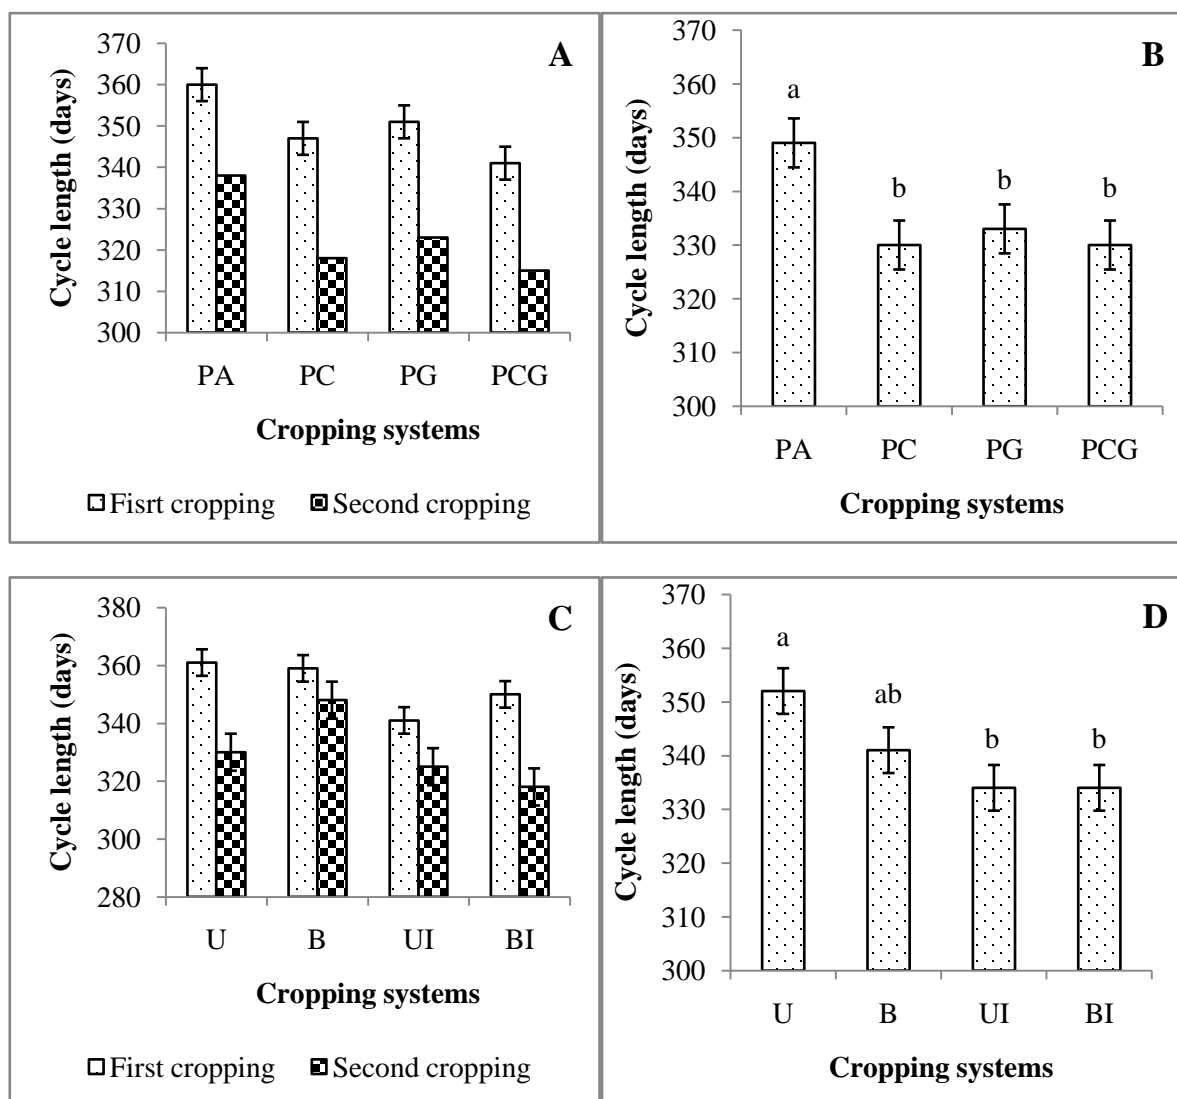 A
Cycle length (days)
370
360
350
340
330
320
310
300
PA PC PG PCG
Cropping systems
Fisrt cropping Second cropping
B
Cycle length (days)
370
360
350
340
330
320
310
300
a
b
b
b
PA PC PG PCG
Cropping systems
C
Cycle length (days)
380
360
340
320
300
280
U B UI BI
Cropping systems
First cropping Second cropping
D
Cycle length (days)
370
360
350
340
330
320
310
300
a
ab
b
b
U B UI BI
Cropping systems